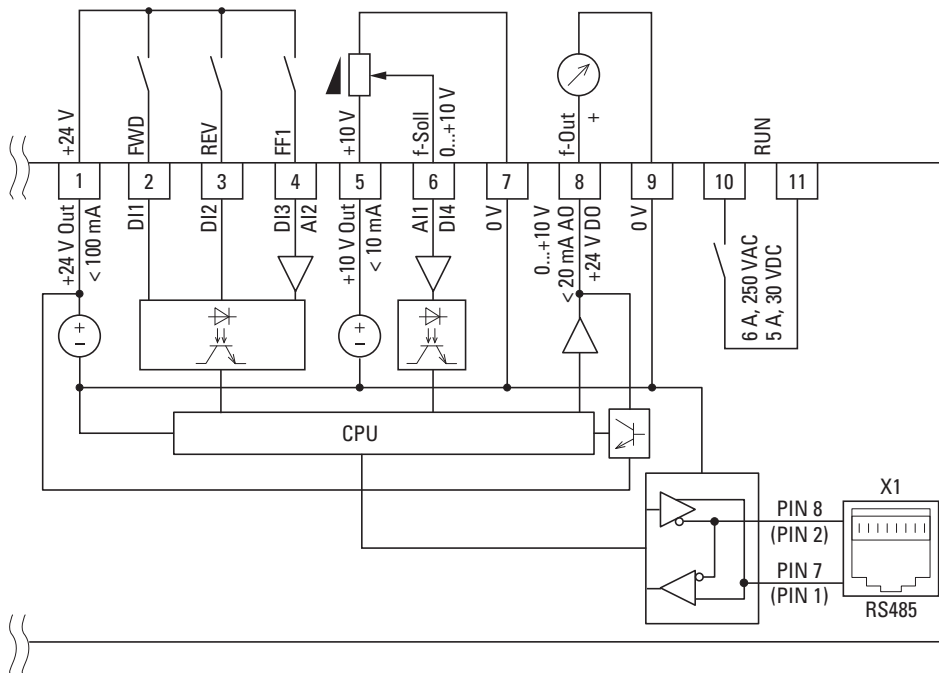 +24 V
FWD
REV
FF1
+10 V
f-Soll
0...+10 V
f-Out
+
RUN
1
2
3
4
5
6
7
8
9
10
11
+24 V Out
< 100 mA
DI1
DI2
DI3
AI2
+10 V Out
< 10 mA
AI1
DI4
0 V
0...+10 V
< 20 mA AO
+24 V DO
0 V
6 A, 250 VAC
5 A, 30 VDC
+
−
+
−
CPU
X1
PIN 8
(PIN 2)
PIN 7
(PIN 1)
RS485